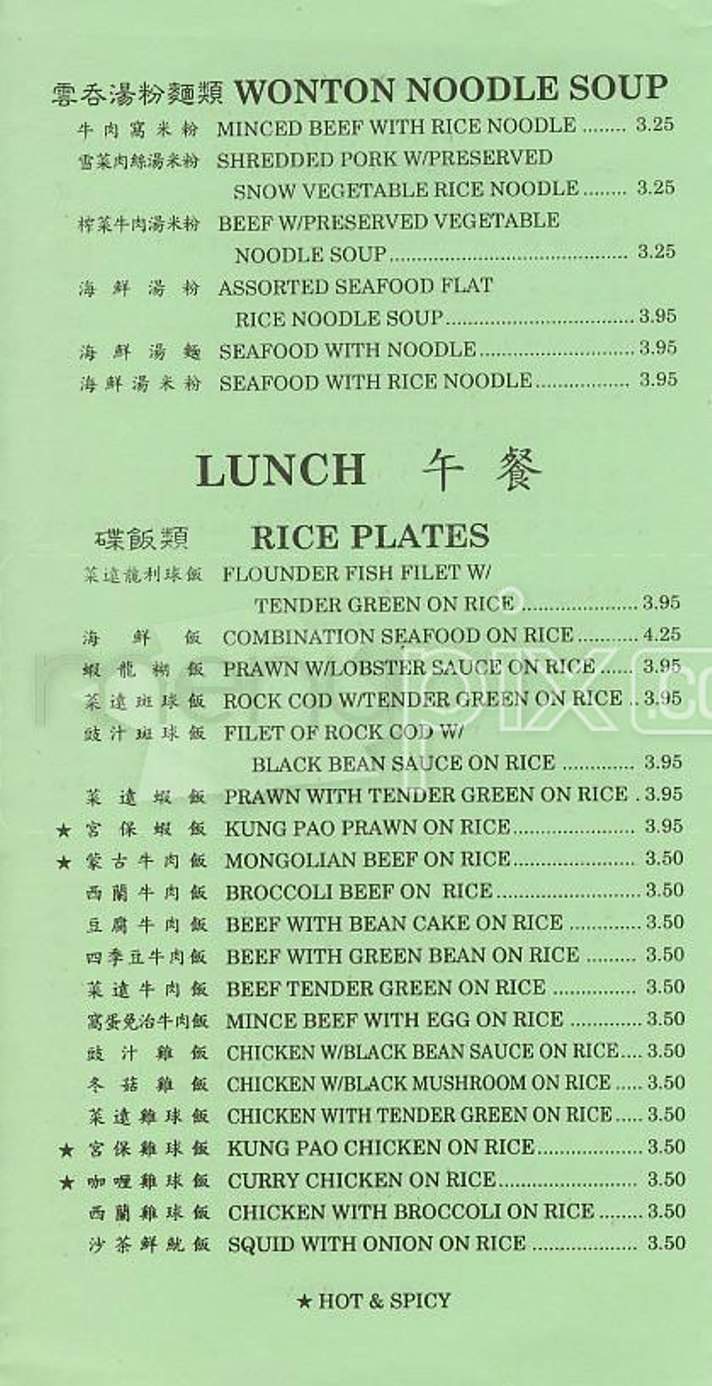 雲呑湯粉麵類 WONTON NOODLE SOUP
牛肉窩米粉 MINCED BEEF WITH RICE NOODLE ........ 3.25
雪菜肉絲湯米粉 SHREDDED PORK W/PRESERVED
SNOW VEGETABLE RICE NOODLE ........ 3.25
榨菜牛肉湯米粉 BEEF W/PRESERVED VEGETABLE
NOODLE SOUP ........................................ 3.25
海鮮湯粉 ASSORTED SEAFOOD FLAT
RICE NOODLE SOUP ................................ 3.95
海鮮湯麵 SEAFOOD WITH NOODLE .......................... 3.95
海鮮湯米粉 SEAFOOD WITH RICE NOODLE ................ 3.95
LUNCH 午餐
碟飯類 RICE PLATES
菜遠龍利球飯 FLOUNDER FISH FILET W/
TENDER GREEN ON RICE .................... 3.95
海鮮飯 COMBINATION SEAFOOD ON RICE .......... 4.25
蝦龍糊飯 PRAWN W/LOBSTER SAUCE ON RICE ...... 3.95
菜遠斑球飯 ROCK COD W/TENDER GREEN ON RICE .. 3.95
豉汁斑球飯 FILET OF ROCK COD W/
BLACK BEAN SAUCE ON RICE ............. 3.95
菜遠蝦飯 PRAWN WITH TENDER GREEN ON RICE . 3.95
★ 宮保蝦飯 KUNG PAO PRAWN ON RICE ..................... 3.95
★ 蒙古牛肉飯 MONGOLIAN BEEF ON RICE ..................... 3.50
西蘭牛肉飯 BROCCOLI BEEF ON RICE ........................ 3.50
豆腐牛肉飯 BEEF WITH BEAN CAKE ON RICE ............. 3.50
四季豆牛肉飯 BEEF WITH GREEN BEAN ON RICE ......... 3.50
菜遠牛肉飯 BEEF TENDER GREEN ON RICE ............... 3.50
窩蛋免治牛肉飯 MINCE BEEF WITH EGG ON RICE ............. 3.50
豉汁雞飯 CHICKEN W/BLACK BEAN SAUCE ON RICE .... 3.50
冬菇雞飯 CHICKEN W/BLACK MUSHROOM ON RICE ..... 3.50
菜遠雞球飯 CHICKEN WITH TENDER GREEN ON RICE ..... 3.50
★ 宮保雞球飯 KUNG PAO CHICKEN ON RICE ................. 3.50
★ 咖喱雞球飯 CURRY CHICKEN ON RICE ....................... 3.50
西蘭雞球飯 CHICKEN WITH BROCCOLI ON RICE ........ 3.50
沙茶鮮魷飯 SQUID WITH ONION ON RICE .................. 3.50
★ HOT & SPICY